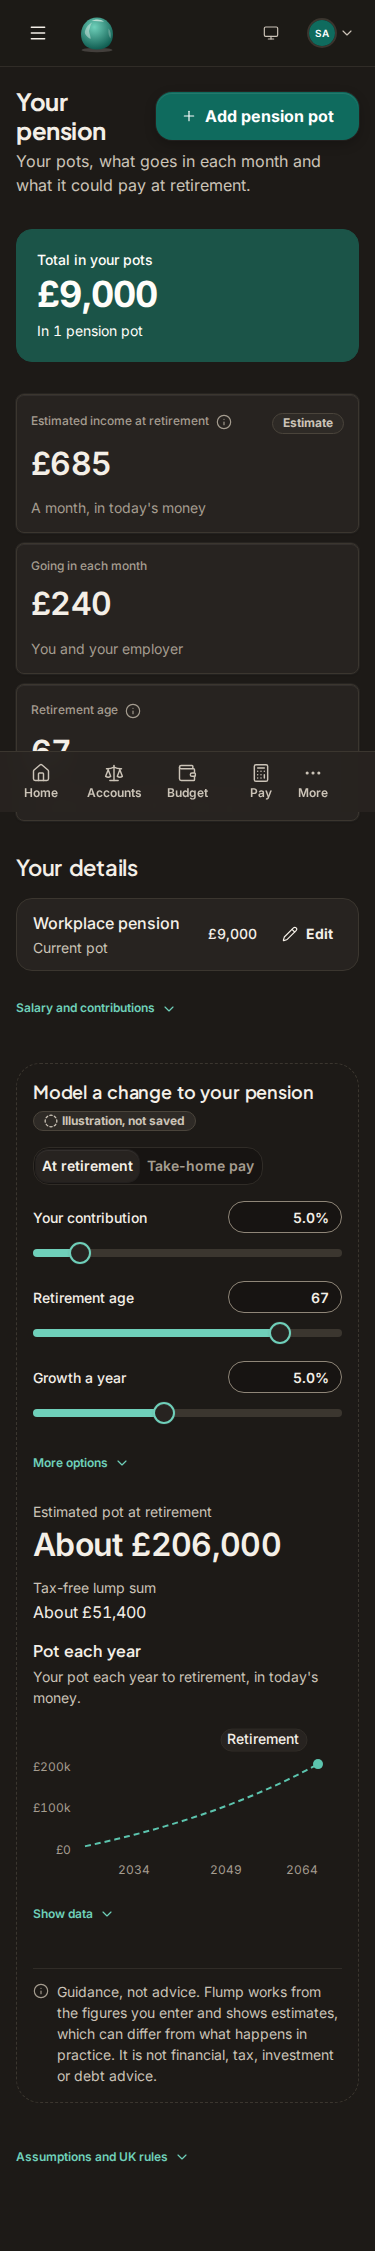 SA
Your
pension
Add pension pot
Your pots, what goes in each month and
what it could pay at retirement.
Total in your pots
£9,000
In 1 pension pot
Estimated income at retirement
Estimate
£685
A month, in today's money
Going in each month
£240
You and your employer
Retirement age
67
Home
Accounts
Budget
Pay
More
Your details
Workplace pension
Current pot
£9,000
Edit
Salary and contributions
Model a change to your pension
Illustration, not saved
At retirement
Take-home pay
Your contribution
5.0%
Retirement age
67
Growth a year
5.0%
More options
Estimated pot at retirement
About £206,000
Tax-free lump sum
About £51,400
Pot each year
Your pot each year to retirement, in today's
money.
Retirement
£200k
£100k
£0
2034
2049
2064
Show data
Guidance, not advice. Flump works from
the figures you enter and shows estimates,
which can differ from what happens in
practice. It is not financial, tax, investment
or debt advice.
Assumptions and UK rules